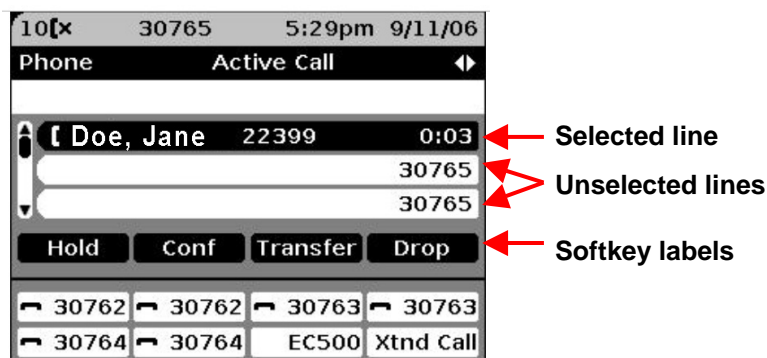 10 30765 5:29pm 9/11/06
Phone Active Call
Doe, Jane 22399 0:03 Selected line
30765
Unselected lines
30765
Hold Conf Transfer Drop Softkey labels
30762 30762 30763 30763
30764 30764 EC500 Xtnd Call